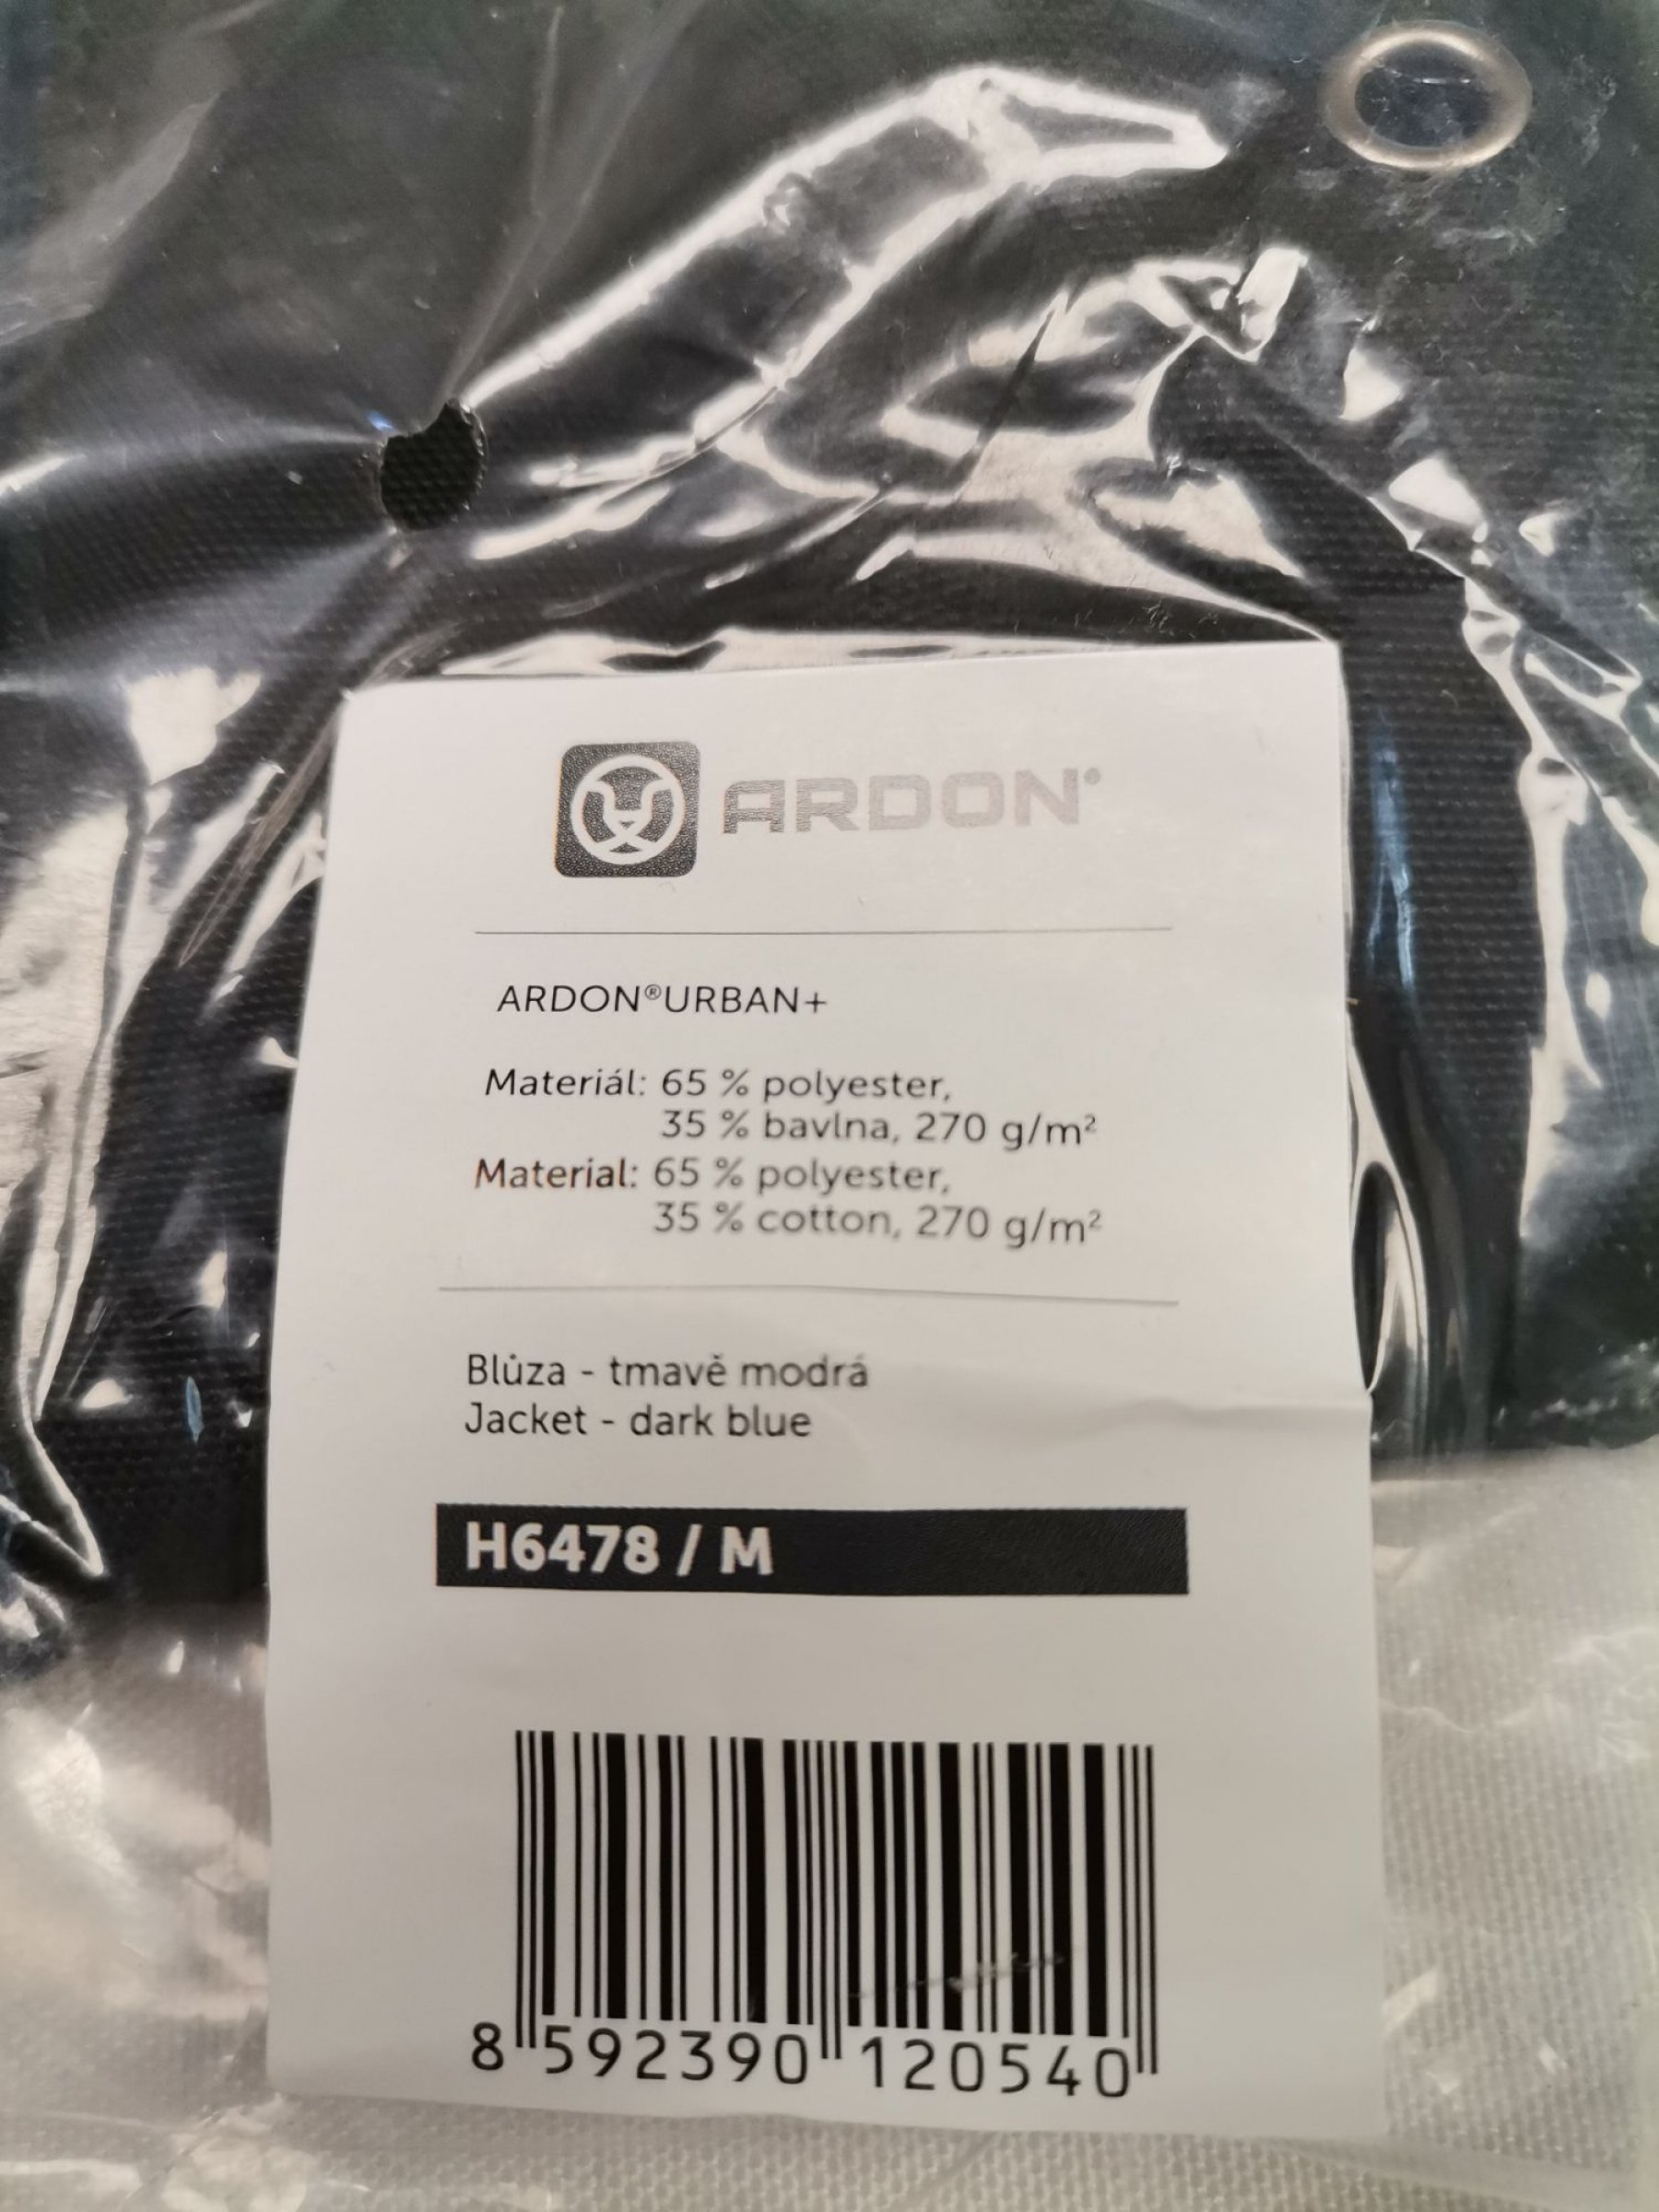 ARDON®
ARDON®URBAN+
Materiál: 65 % polyester,
35 % bavlna, 270 g/m²
Material: 65 % polyester,
35 % cotton, 270 g/m²
Blůza - tmavě modrá
Jacket - dark blue
H6478 / M
8 592390 120540